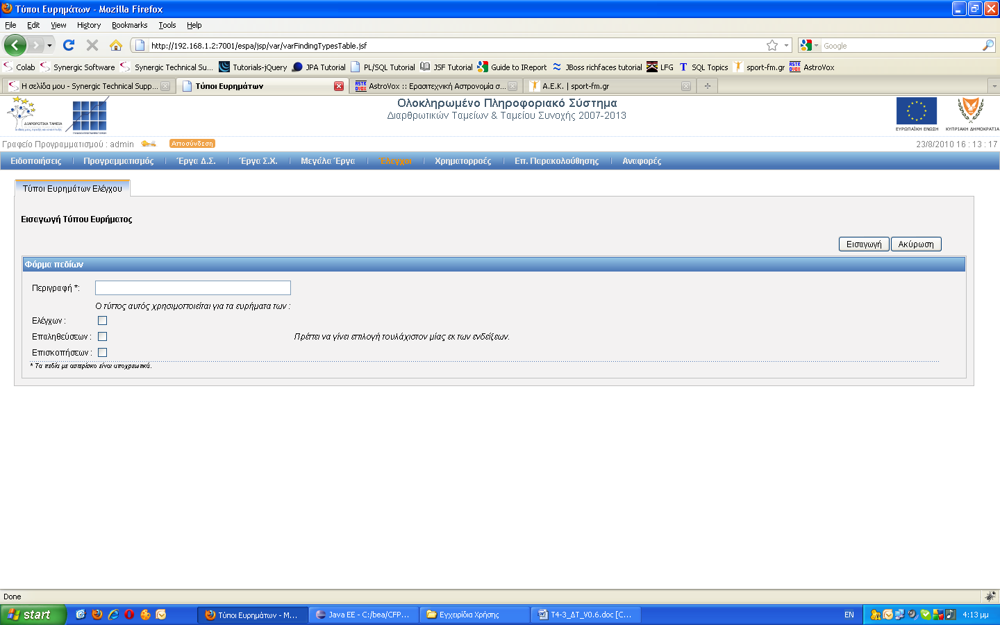 Τύποι Ευρημάτων - Mozilla Firefox
File Edit View History Bookmarks Tools Help
http://192.168.1.2:7001/espa/jsp/var/varFindingTypesTable.jsf
Google
Colab Synergic Software Synergic Technical Su... Tutorials-jQuery JPA Tutorial PL/SQL Tutorial JSF Tutorial Guide to IReport JBoss richfaces tutorial LFG SQL Topics sport-fm.gr AstroVox
Η σελίδα μου - Synergic Technical Supp... Τύποι Ευρημάτων AstroVox :: Ερασιτεχνική Αστρονομία σ... Α.Ε.Κ. | sport-fm.gr
Ολοκληρωμένο Πληροφοριακό Σύστημα
Διαρθρωτικών Ταμείων & Ταμείου Συνοχής 2007-2013
ΔΙΑΡΘΡΩΤΙΚΑ ΤΑΜΕΙΑ
ΕΥΡΩΠΑΪΚΗ ΕΝΩΣΗ ΚΥΠΡΙΑΚΗ ΔΗΜΟΚΡΑΤΙΑ
Γραφείο Προγραμματισμού : admin Αποσύνδεση 23/8/2010 16 : 13 : 17
Ειδοποιήσεις Προγραμματισμός Έργα Δ.Σ. Έργα Σ.Χ. Μεγάλα Έργα Έλεγχοι Χρηματορροές Επ. Παρακολούθησης Αναφορές
Τύποι Ευρημάτων Ελέγχου
Εισαγωγή Τύπου Ευρήματος
Εισαγωγή Ακύρωση
Φόρμα πεδίων
Περιγραφή *:
Ο τύπος αυτός χρησιμοποιείται για τα ευρήματα των :
Ελέγχων :
Επαληθεύσεων : Πρέπει να γίνει επιλογή τουλάχιστον μίας εκ των ενδείξεων.
Επισκοπήσεων :
* Τα πεδία με αστερίσκο είναι υποχρεωτικά.
Done
start Τύποι Ευρημάτων - M... Java EE - C:/bea/CFP... Εγχειρίδια Χρήσης T4-3_ΔΤ_V0.6.doc [C... EN 4:13 μμ